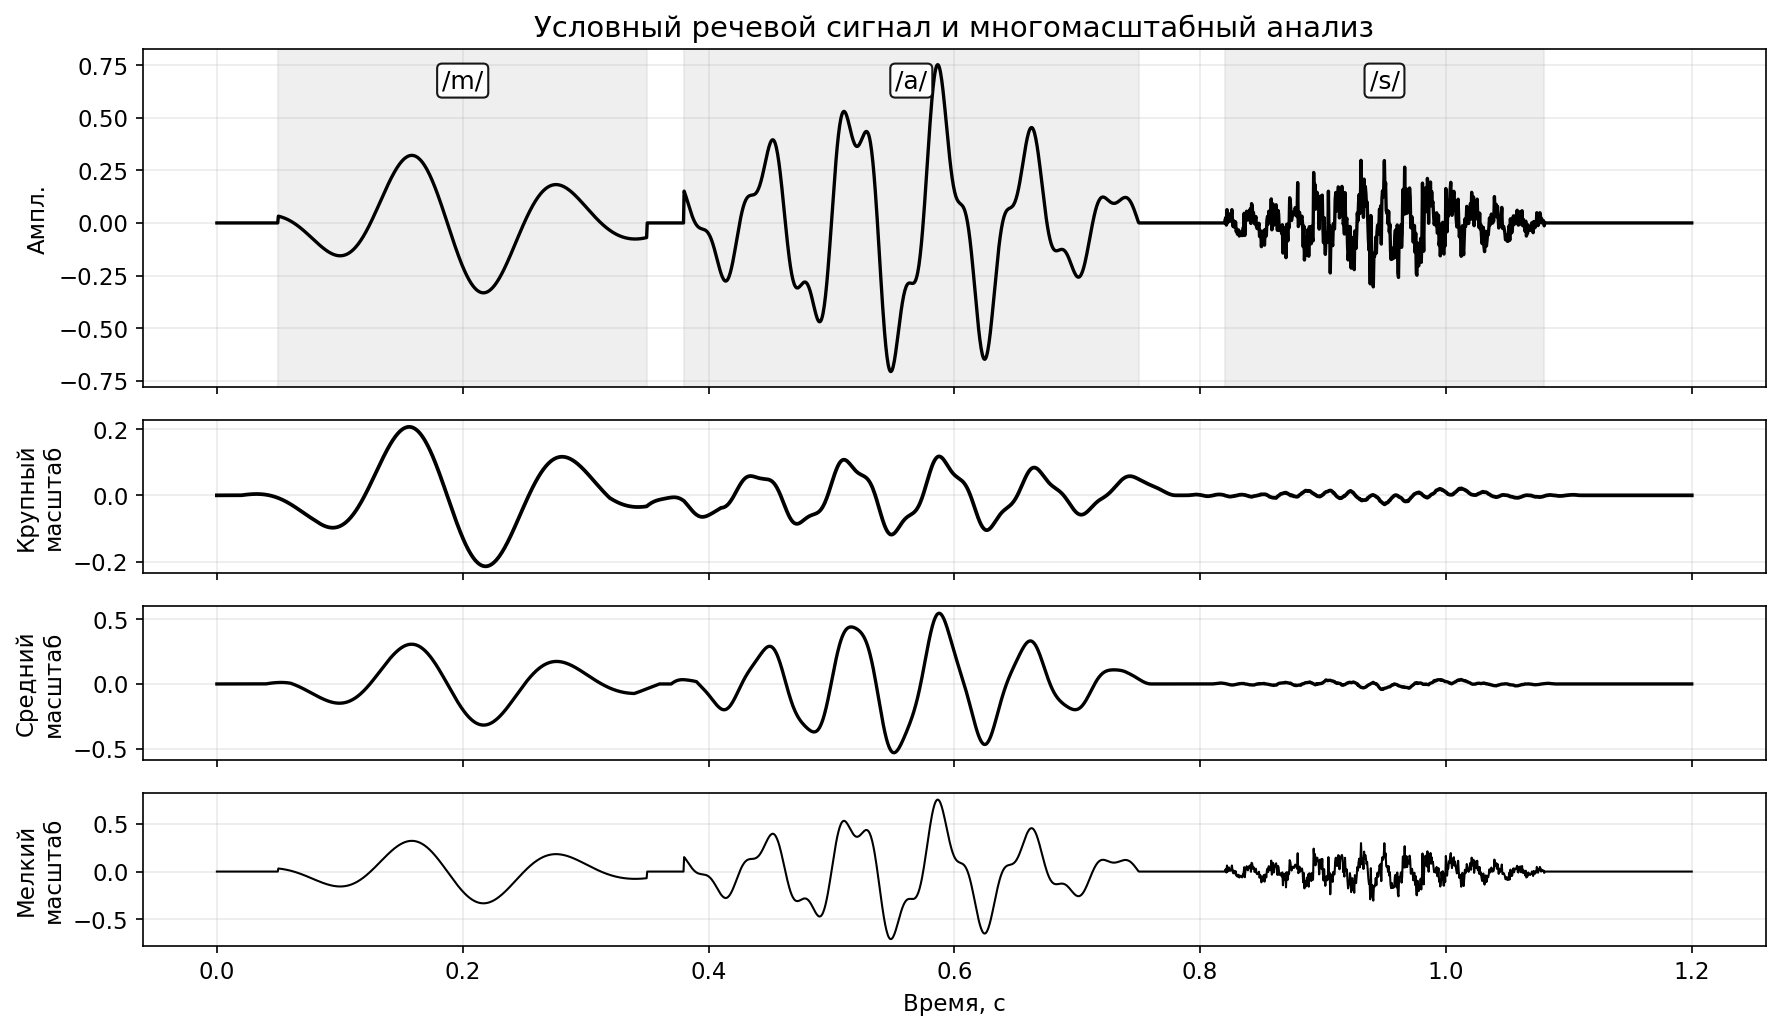 Условный речевой сигнал и многомасштабный анализ
/m/
/a/
/s/
Ампл.
0.75
0.50
0.25
0.00
−0.25
−0.50
−0.75
Крупный
масштаб
0.2
0.0
−0.2
Средний
масштаб
0.5
0.0
−0.5
Мелкий
масштаб
0.5
0.0
−0.5
0.0 0.2 0.4 0.6 0.8 1.0 1.2
Время, с